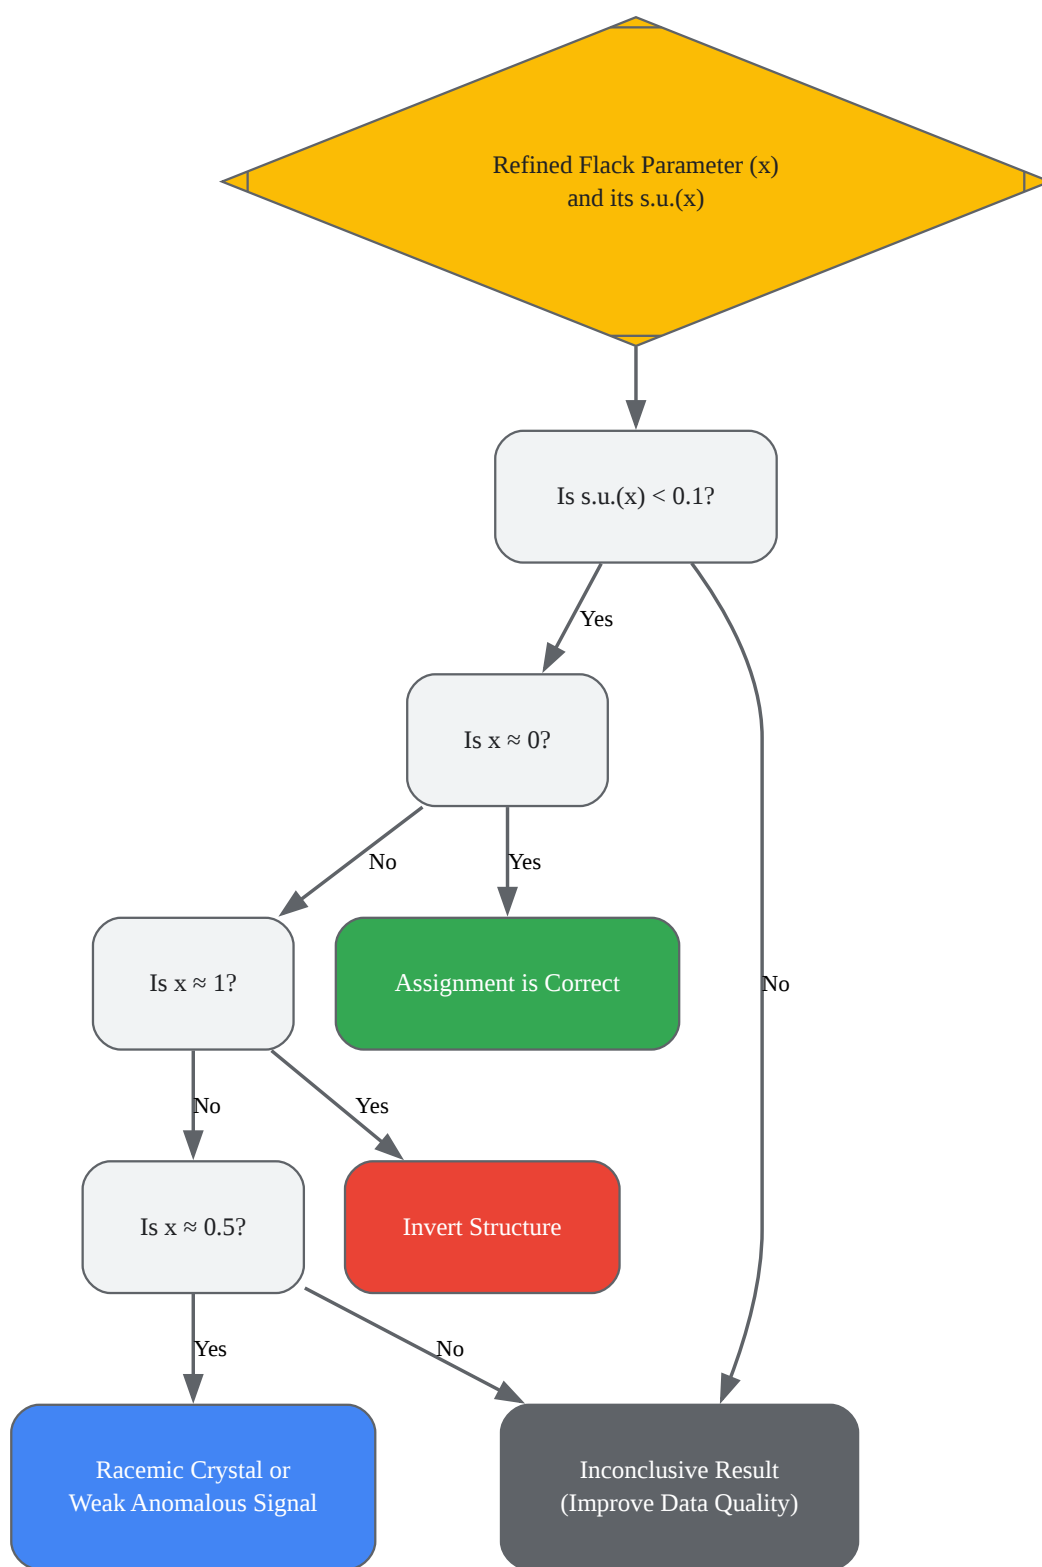 Refined Flack Parameter (x)
and its s.u.(x)
Is s.u.(x) < 0.1?
Yes
Is x ≈ 0?
No
Yes
Is x ≈ 1?
Assignment is Correct
No
No
Yes
Is x ≈ 0.5?
Invert Structure
Yes
No
Racemic Crystal or
Weak Anomalous Signal
Inconclusive Result
(Improve Data Quality)